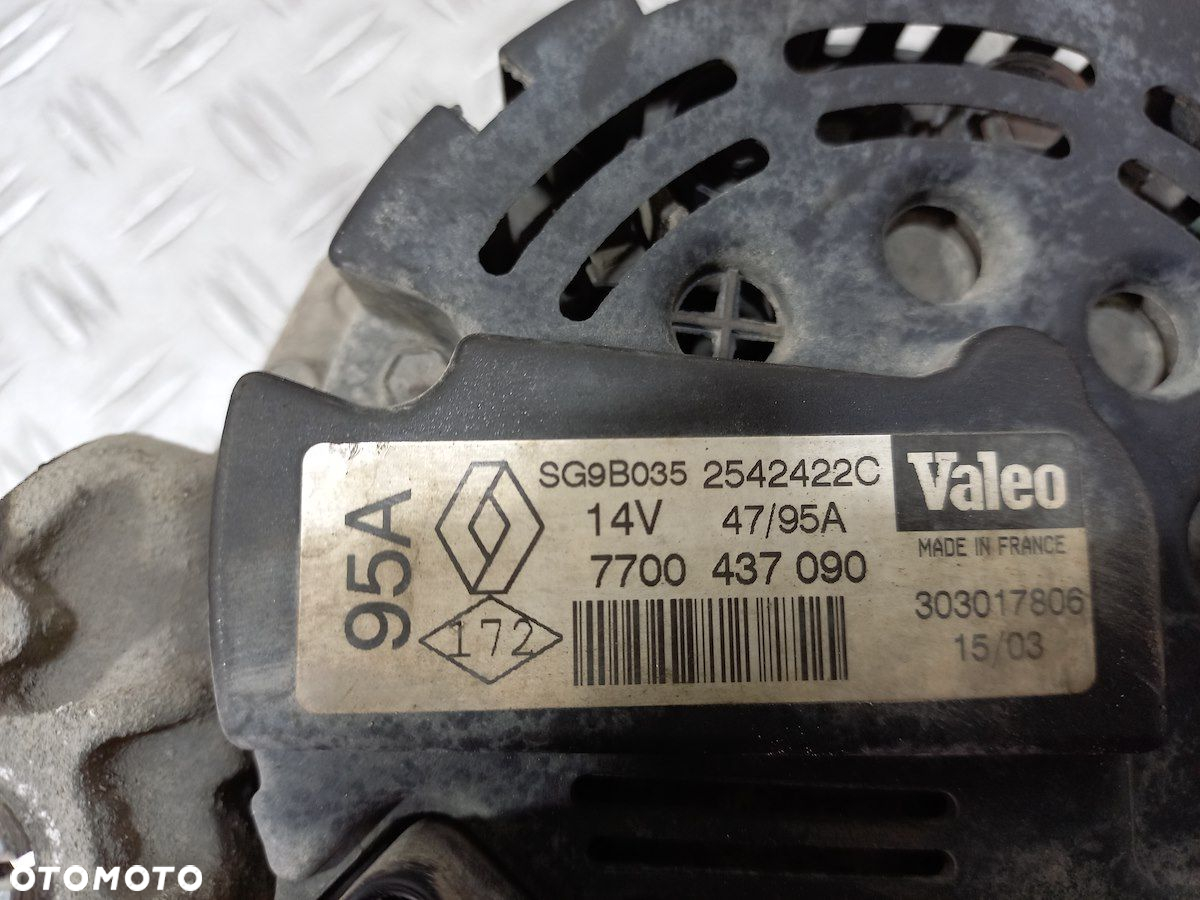 95A
SG9B035 2542422C
14V 47/95A
7700 437 090
172
Valeo
MADE IN FRANCE
303017806
15/03
OTOMOTO